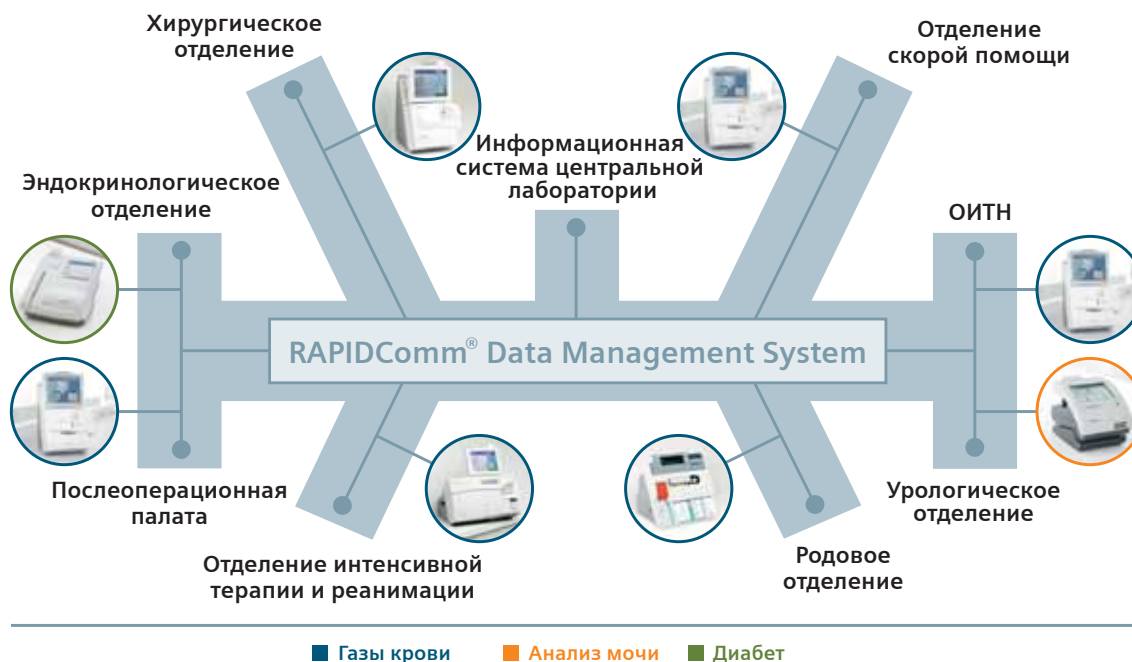 Хирургическое
отделение
Отделение
скорой помощи
Информационная
система центральной
лаборатории
Эндокринологическое
отделение
ОИТН
RAPIDComm® Data Management System
Послеоперационная
палата
Урологическое
отделение
Отделение интенсивной
терапии и реанимации
Родовое
отделение
Газы крови
Анализ мочи
Диабет